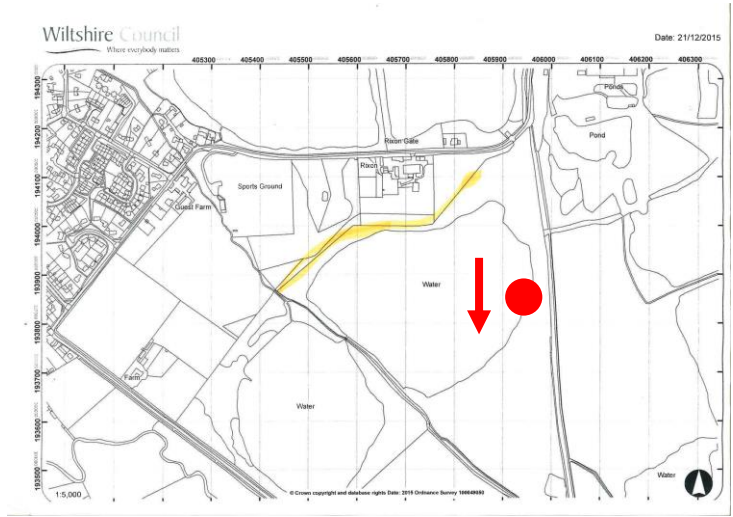 Wiltshire Council
Where everybody matters
Date: 21/12/2015
405300 405400 405500 405600 405700 405800 405900 406000 406100 406200 406300
194300
194200
194100
194000
193900
193800
193700
193600
193500
Ponds
Pond
Rixon Gate
Rixon
Sports Ground
Guest Farm
Water
Farm
Water
Water
1:5,000
© Crown copyright and database rights Date: 2015 Ordnance Survey 100049050